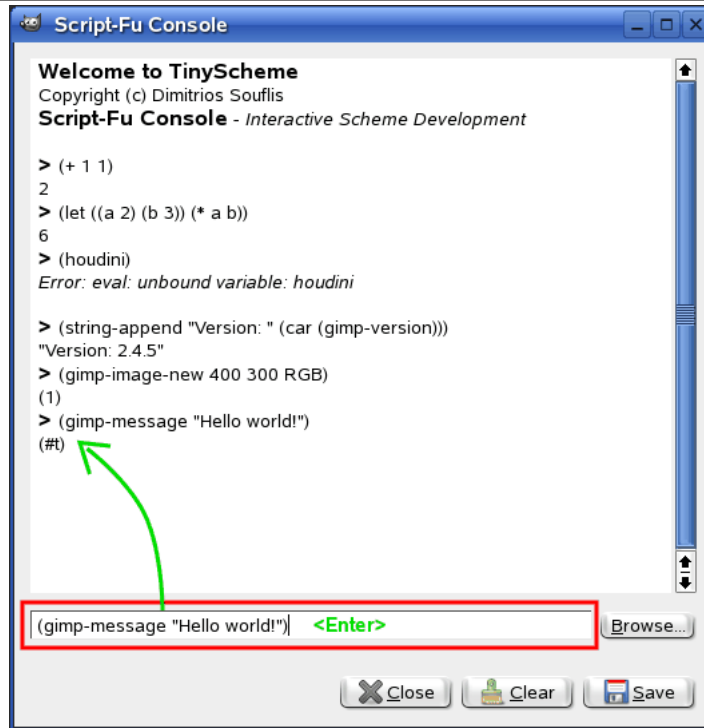 Script-Fu Console
Welcome to TinyScheme
Copyright (c) Dimitrios Souflis
Script-Fu Console - Interactive Scheme Development
> (+ 1 1)
2
> (let ((a 2) (b 3)) (* a b))
6
> (houdini)
Error: eval: unbound variable: houdini
> (string-append "Version: " (car (gimp-version)))
"Version: 2.4.5"
> (gimp-image-new 400 300 RGB)
(1)
> (gimp-message "Hello world!")
(#t)
(gimp-message "Hello world!") <Enter> Browse...
Close Clear Save